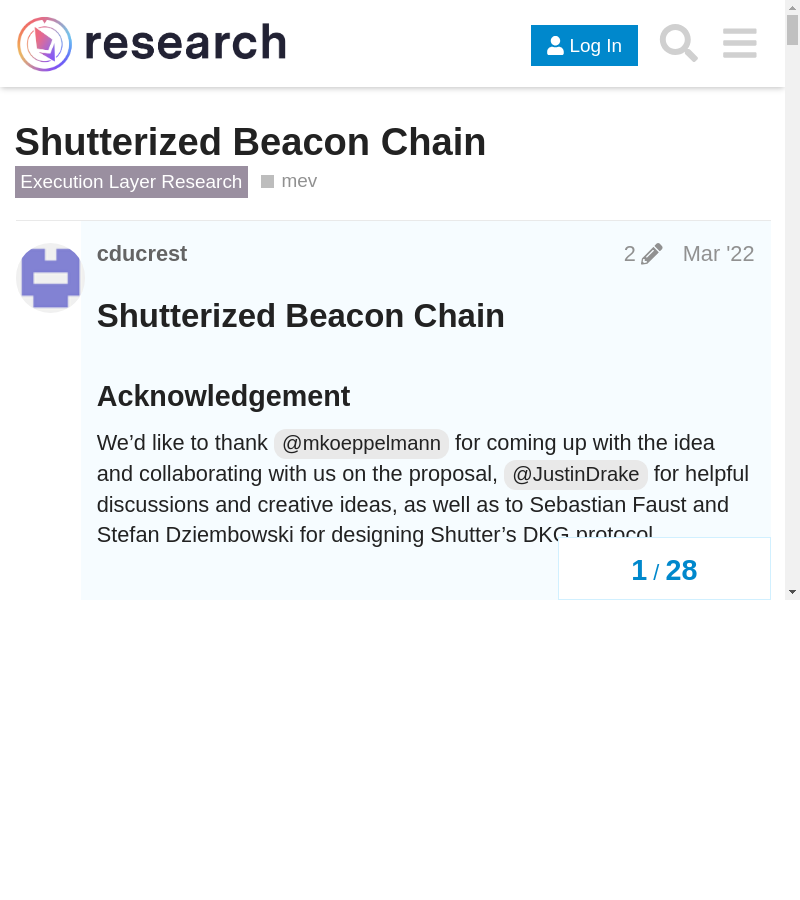 research
Log In
Shutterized Beacon Chain
Execution Layer Research
mev
cducrest
2
Mar '22
Shutterized Beacon Chain
Acknowledgement
We’d like to thank @mkoeppelmann for coming up with the idea
and collaborating with us on the proposal, @JustinDrake for helpful
discussions and creative ideas, as well as to Sebastian Faust and
Stefan Dziembowski for designing Shutter’s DKG protocol
1 / 28